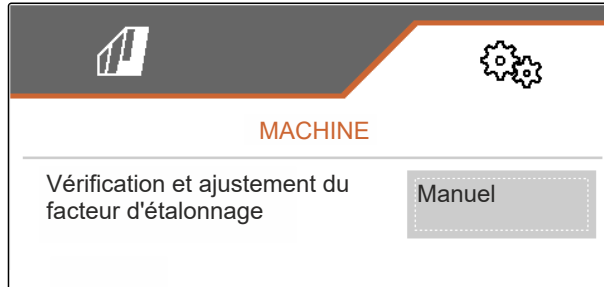 MACHINE
Vérification et ajustement du
facteur d'étalonnage
Manuel